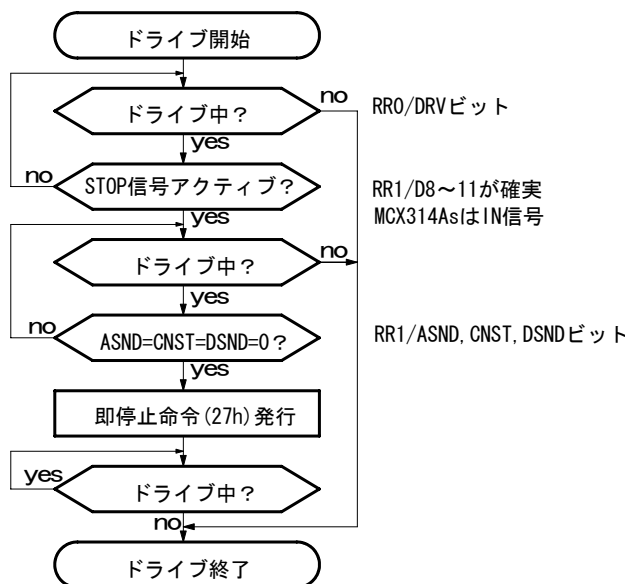 ドライブ開始
ドライブ中？
no
RR0/DRVビット
yes
no
STOP信号アクティブ？
RR1/D8～11が確実
MCX314AsはIN信号
yes
ドライブ中？
no
yes
no
ASND=CNST=DSND=0？
RR1/ASND,CNST,DSNDビット
yes
即停止命令(27h)発行
yes
ドライブ中？
no
ドライブ終了